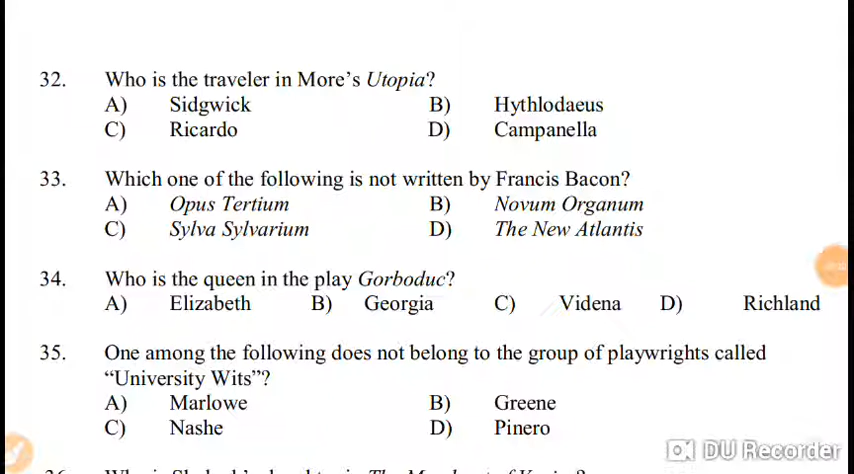 32. Who is the traveler in More's Utopia?
A) Sidgwick B) Hythlodaeus
C) Ricardo D) Campanella
33. Which one of the following is not written by Francis Bacon?
A) Opus Tertium B) Novum Organum
C) Sylva Sylvarium D) The New Atlantis
34. Who is the queen in the play Gorboduc?
A) Elizabeth B) Georgia C) Videna D) Richland
35. One among the following does not belong to the group of playwrights called
"University Wits"?
A) Marlowe B) Greene
C) Nashe D) Pinero
DU Recorder